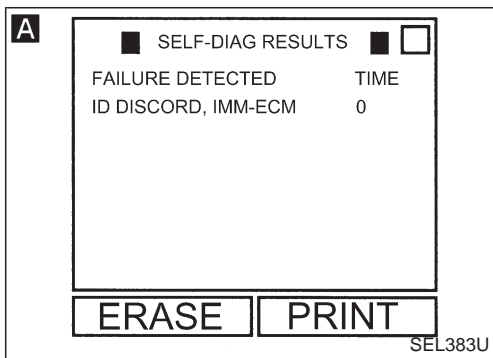 A
SELF-DIAG RESULTS
FAILURE DETECTED TIME
ID DISCORD, IMM-ECM 0
ERASE PRINT
SEL383U